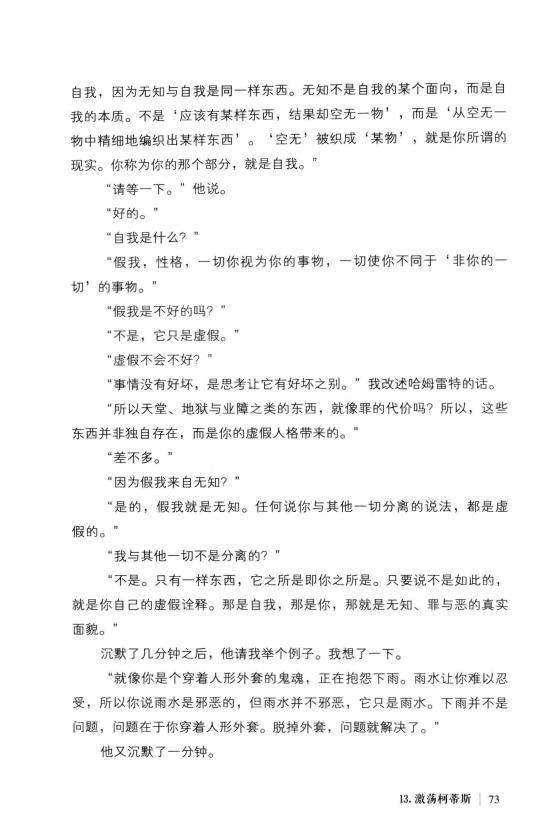 自我，因为无知与自我是同一样东西。无知不是自我的某个面向，而是自
我的本质。不是‘应该有某样东西，结果却空无一物’，而是‘从空无一
物中精细地编织出某样东西’。‘空无’被织成‘某物’，就是你所谓的
现实。你称为你的那个部分，就是自我。”
“请等一下。”他说。
“好的。”
“自我是什么？”
“假我，性格，一切你视为你的事物，一切使你不同于‘非你的一
切’的事物。”
“假我是不好的吗？”
“不是，它只是虚假。”
“虚假不会不好？”
“事情没有好坏，是思考让它有好坏之别。”我改述哈姆雷特的话。
“所以天堂、地狱与业障之类的东西，就像罪的代价吗？所以，这些
东西并非独自存在，而是你的虚假人格带来的。”
“差不多。”
“因为假我来自无知？”
“是的，假我就是无知。任何说你与其他一切分离的说法，都是虚
假的。”
“我与其他一切不是分离的？”
“不是。只有一样东西，它之所是即你之所是。只要说不是如此的，
就是你自己的虚假诠释。那是自我，那是你，那就是无知、罪与恶的真实
面貌。”
沉默了几分钟之后，他请我举个例子。我想了一下。
“就像你是个穿着人形外套的鬼魂，正在抱怨下雨。雨水让你难以忍
受，所以你说雨水是邪恶的，但雨水并不邪恶，它只是雨水。下雨并不是
问题，问题在于你穿着人形外套。脱掉外套，问题就解决了。”
他又沉默了一分钟。
13. 激荡柯蒂斯 | 73